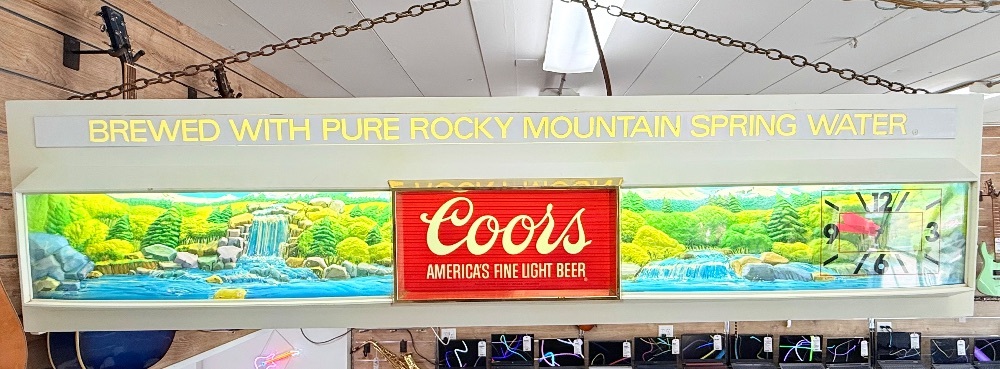 BREWED WITH PURE ROCKY MOUNTAIN SPRING WATER®
Coors
AMERICA'S FINE LIGHT BEER®
12
9
3
6